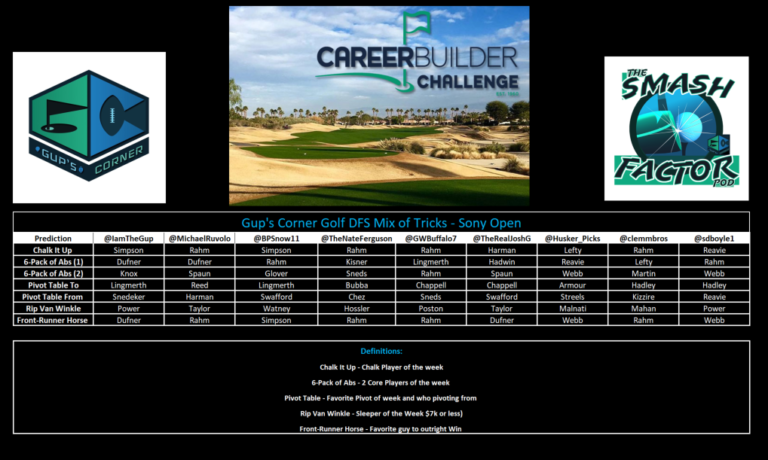 CAREERBUILDER
CHALLENGE
GUP'S CORNER
THE
SMASH
FACTOR
POD
Gup's Corner Golf DFS Mix of Tricks - Sony Open
Prediction @IamTheGup @MichaelRuvolo @BPSnow11 @TheNateFerguson @GWBuffalo7 @TheRealJoshG @Husker_Picks @clemmbros @sdboyle1
Chalk It Up Simpson Rahm Simpson Rahm Rahm Harman Lefty Rahm Reavie
6-Pack of Abs (1) Dufner Dufner Rahm Kisner Lingmerth Hadwin Reavie Lefty Rahm
6-Pack of Abs (2) Knox Spaun Glover Sneds Rahm Spaun Webb Martin Webb
Pivot Table To Lingmerth Reed Lingmerth Bubba Chappell Chappell Armour Hadley Hadley
Pivot Table From Snedeker Harman Swafford Chez Sneds Swafford Streels Kizzire Reavie
Rip Van Winkle Power Taylor Watney Hossler Poston Taylor Malnati Mahan Power
Front-Runner Horse Dufner Rahm Simpson Rahm Rahm Dufner Webb Rahm Webb
Definitions:
Chalk It Up - Chalk Player of the week
6-Pack of Abs - 2 Core Players of the week
Pivot Table - Favorite Pivot of week and who pivoting from
Rip Van Winkle - Sleeper of the Week $7k or less)
Front-Runner Horse - Favorite guy to outright Win